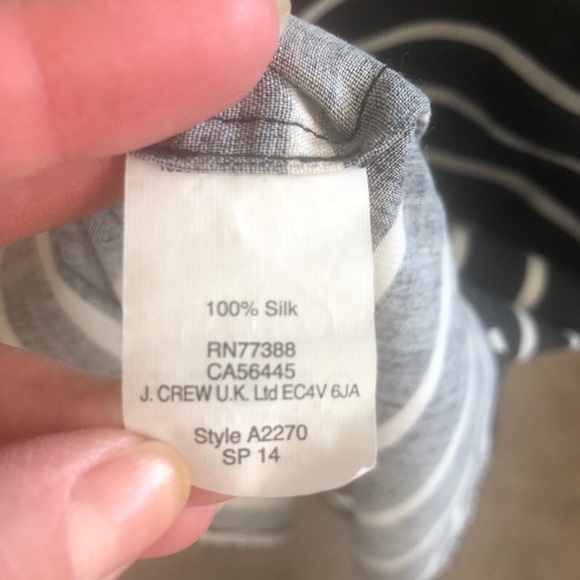 100% Silk
RN77388
CA56445
J. CREW U.K. Ltd EC4V 6JA
Style A2270
SP 14